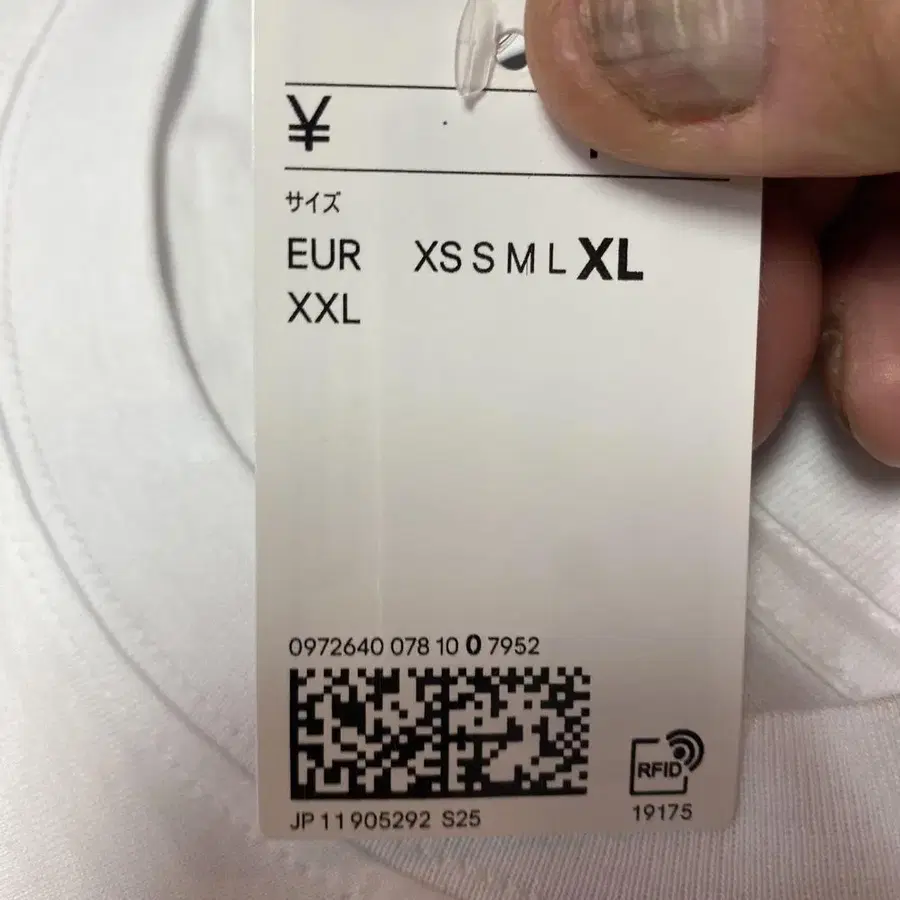 ¥
サイズ
EUR XS S M L XL
XXL
0972640 078 10 0 7952
RFID
JP 11905292 S25
19175